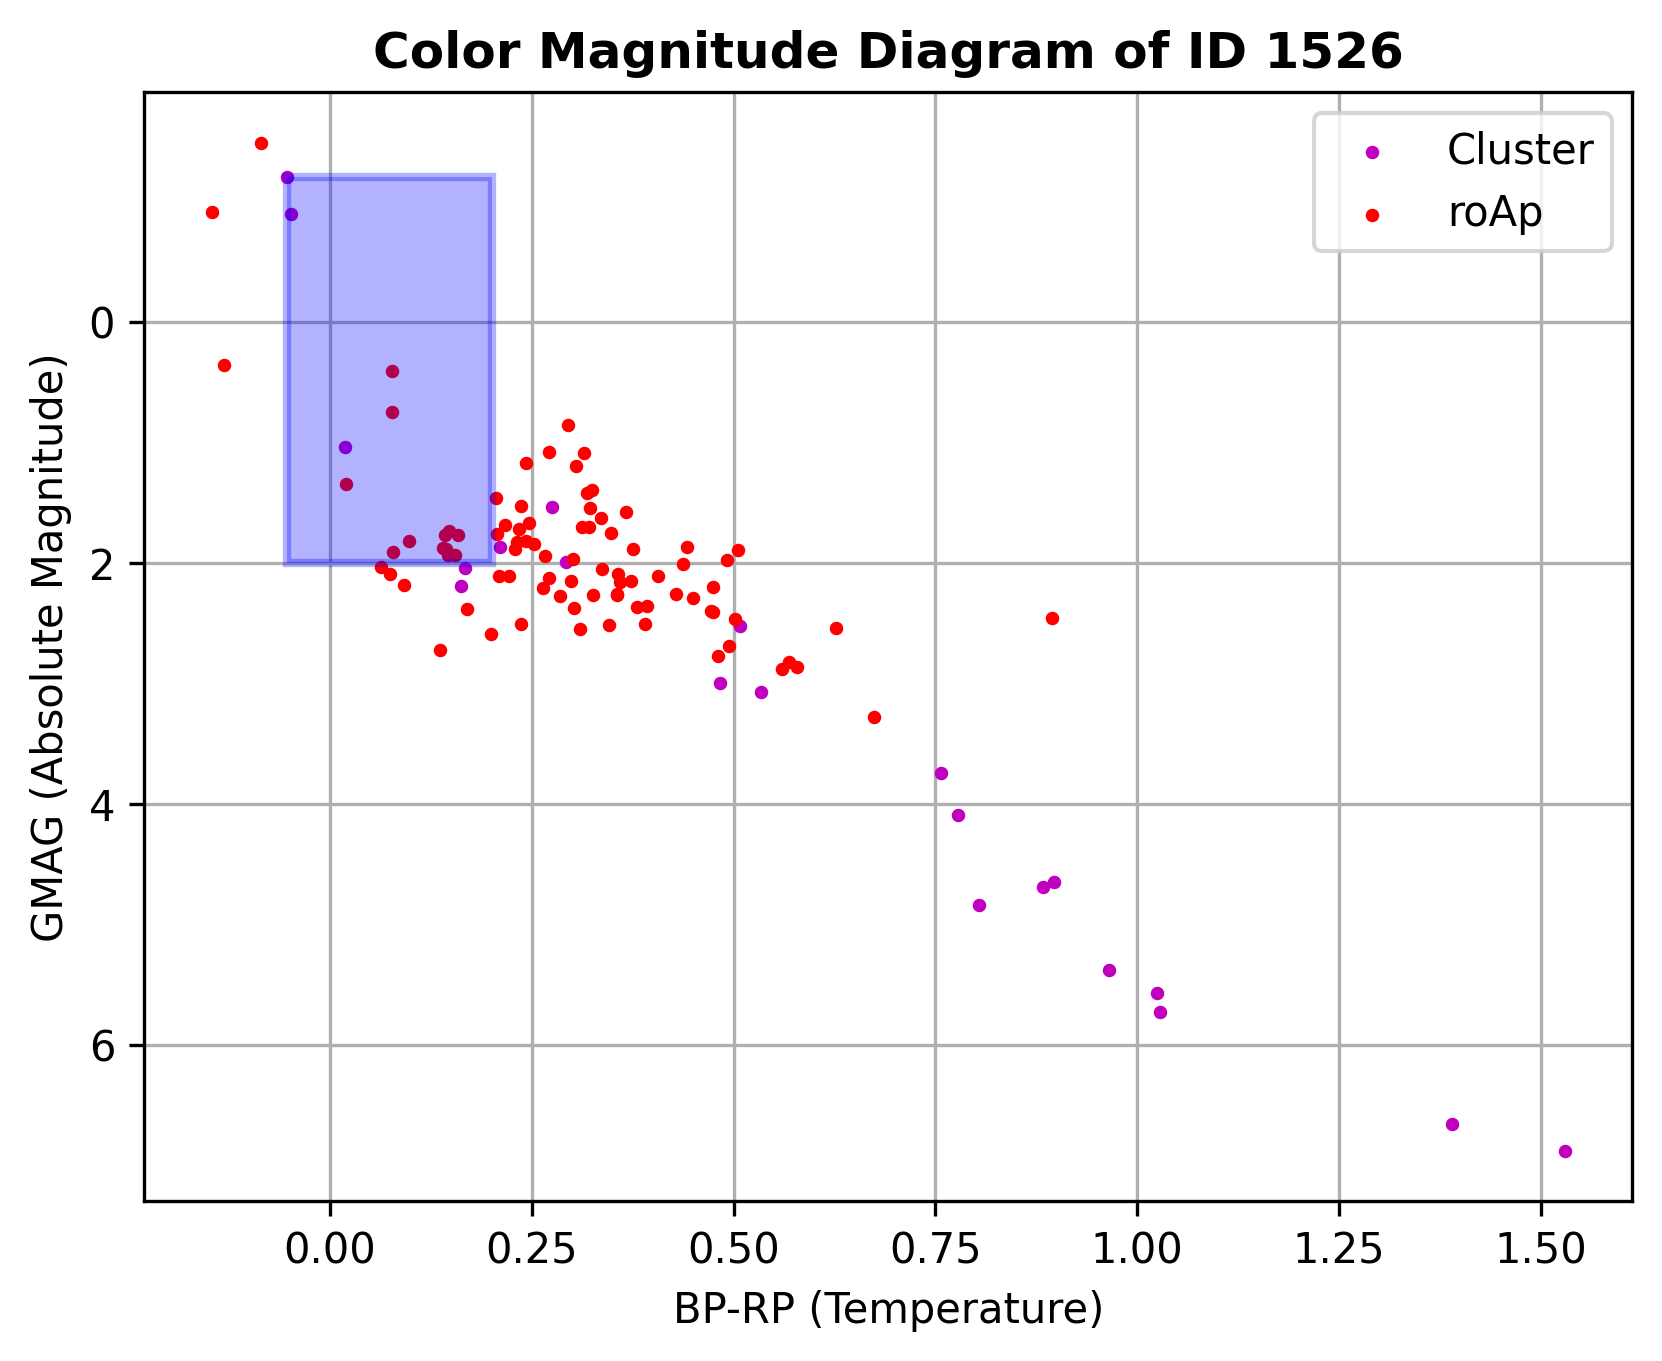 Color Magnitude Diagram of ID 1526
Cluster
roAp
GMAG (Absolute Magnitude)
0
2
4
6
0.00 0.25 0.50 0.75 1.00 1.25 1.50
BP-RP (Temperature)